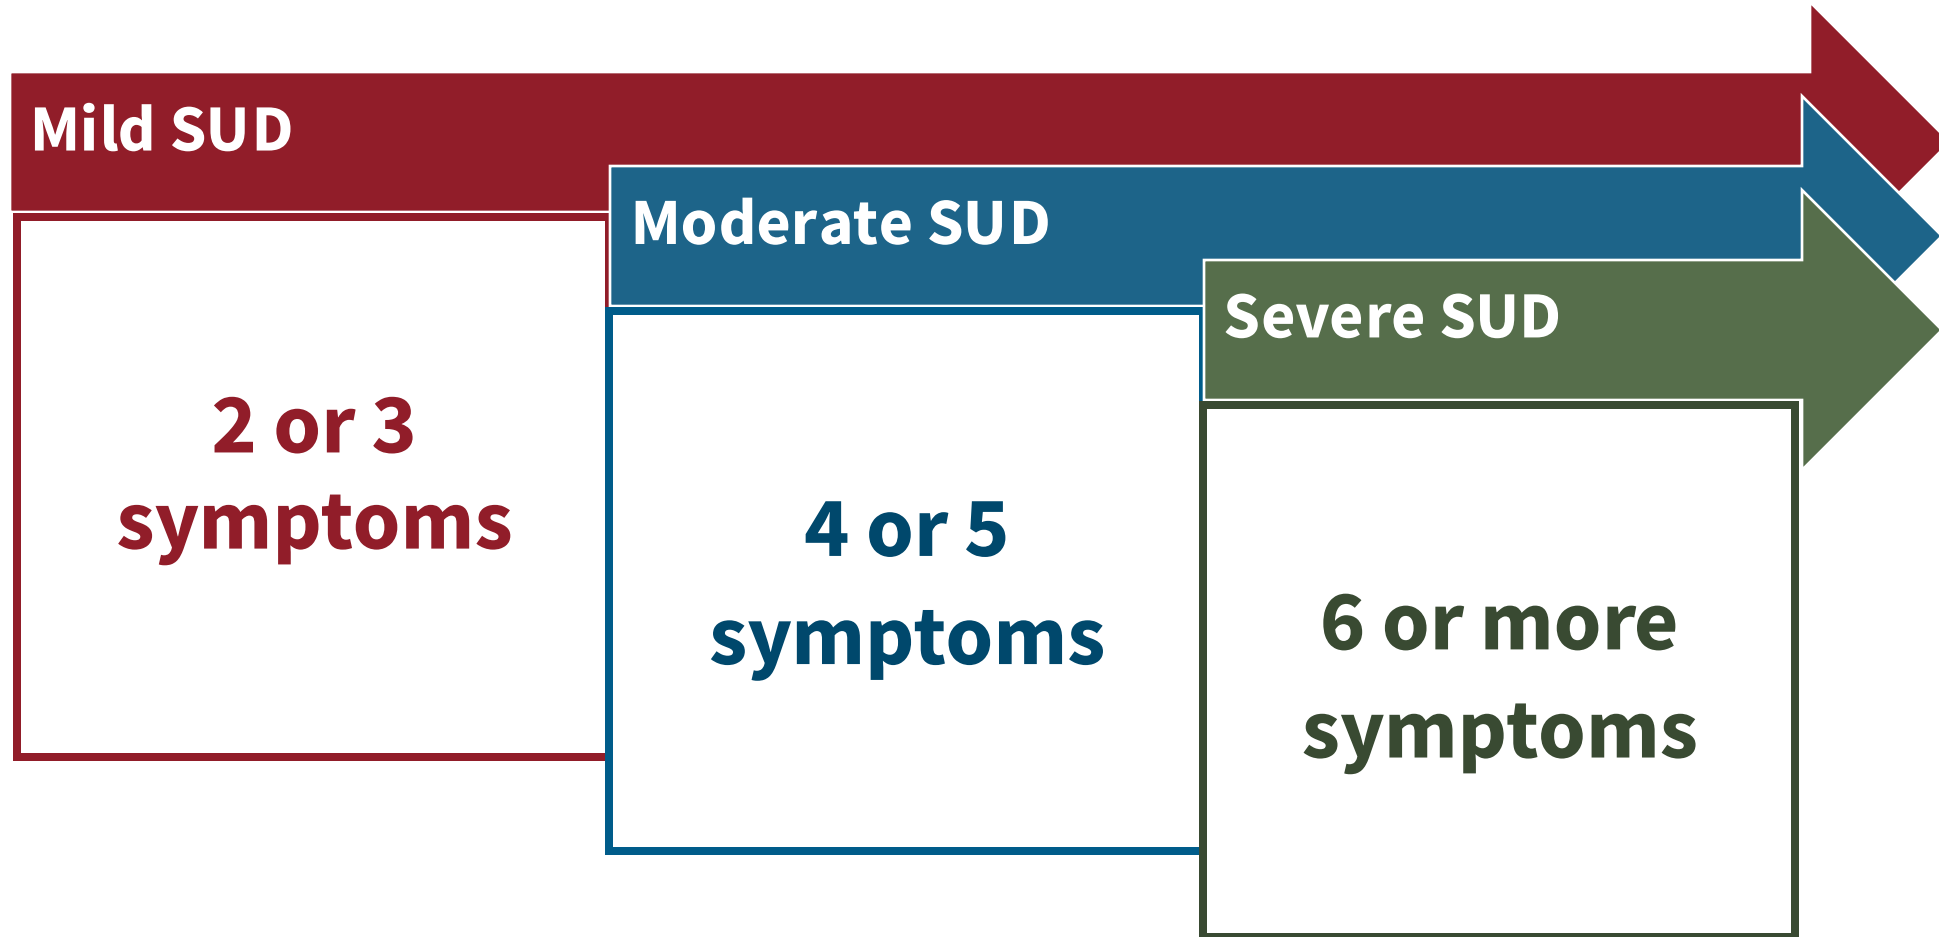 Mild SUD
2 or 3
symptoms
Moderate SUD
4 or 5
symptoms
Severe SUD
6 or more
symptoms